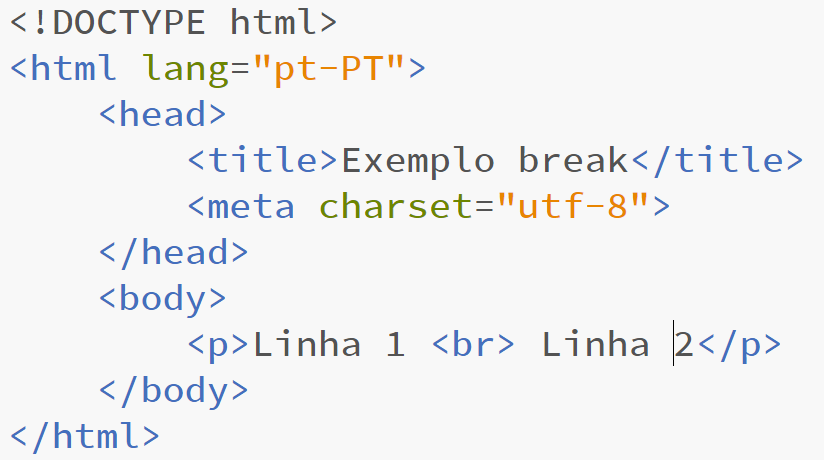 <!DOCTYPE html>
<html lang="pt-PT">
    <head>
        <title>Exemplo break</title>
        <meta charset="utf-8">
    </head>
    <body>
        <p>Linha 1 <br> Linha 2</p>
    </body>
</html>